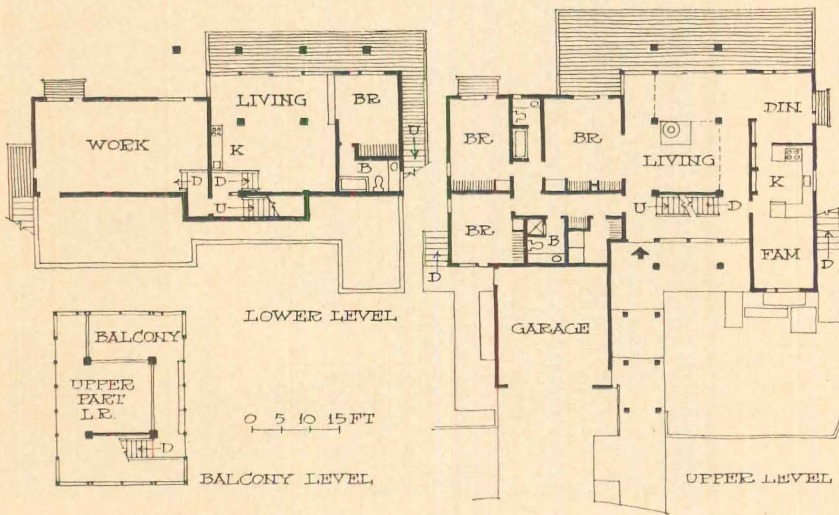 LIVING
BR
WORK
K
U
B
D D
U
LOWER LEVEL
BALCONY
UPPER
PART
L R.
D
0 5 10 15 FT
BALCONY LEVEL
DIN
BR
BR
LIVING
K
U D
BR
B
D
FAM
D
GARAGE
UPPER LEVEL